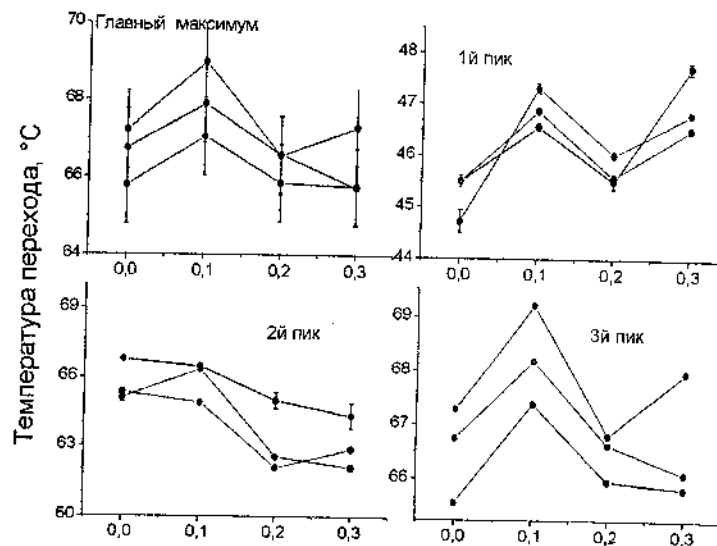 Температура перехода, °C
Главный максимум
70
68
66
64
0,0 0,1 0,2 0,3
1й пик
48
47
46
45
44
0,0 0,1 0,2 0,3
2й пик
69
66
63
60
0,0 0,1 0,2 0,3
3й пик
69
68
67
66
0,0 0,1 0,2 0,3